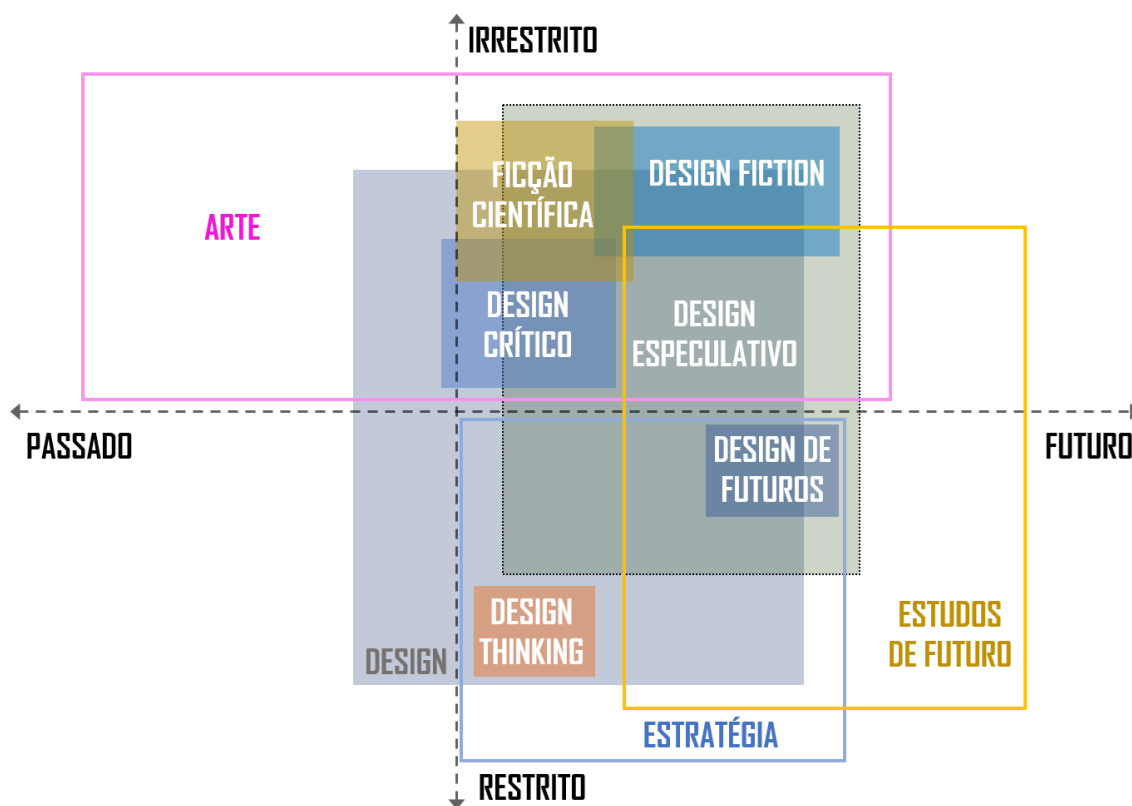 IRRESTRITO
FICÇÃO
CIENTÍFICA
DESIGN FICTION
ARTE
DESIGN
CRÍTICO
DESIGN
ESPECULATIVO
PASSADO
FUTURO
DESIGN DE
FUTUROS
DESIGN
THINKING
DESIGN
ESTUDOS
DE FUTURO
ESTRATÉGIA
RESTRITO